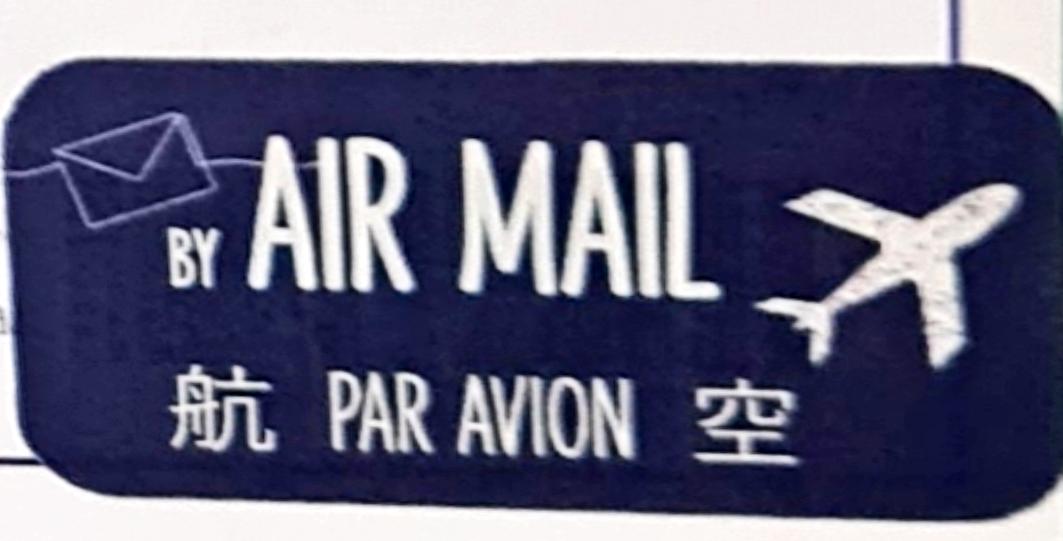 BY AIR MAIL
航 PAR AVION 空